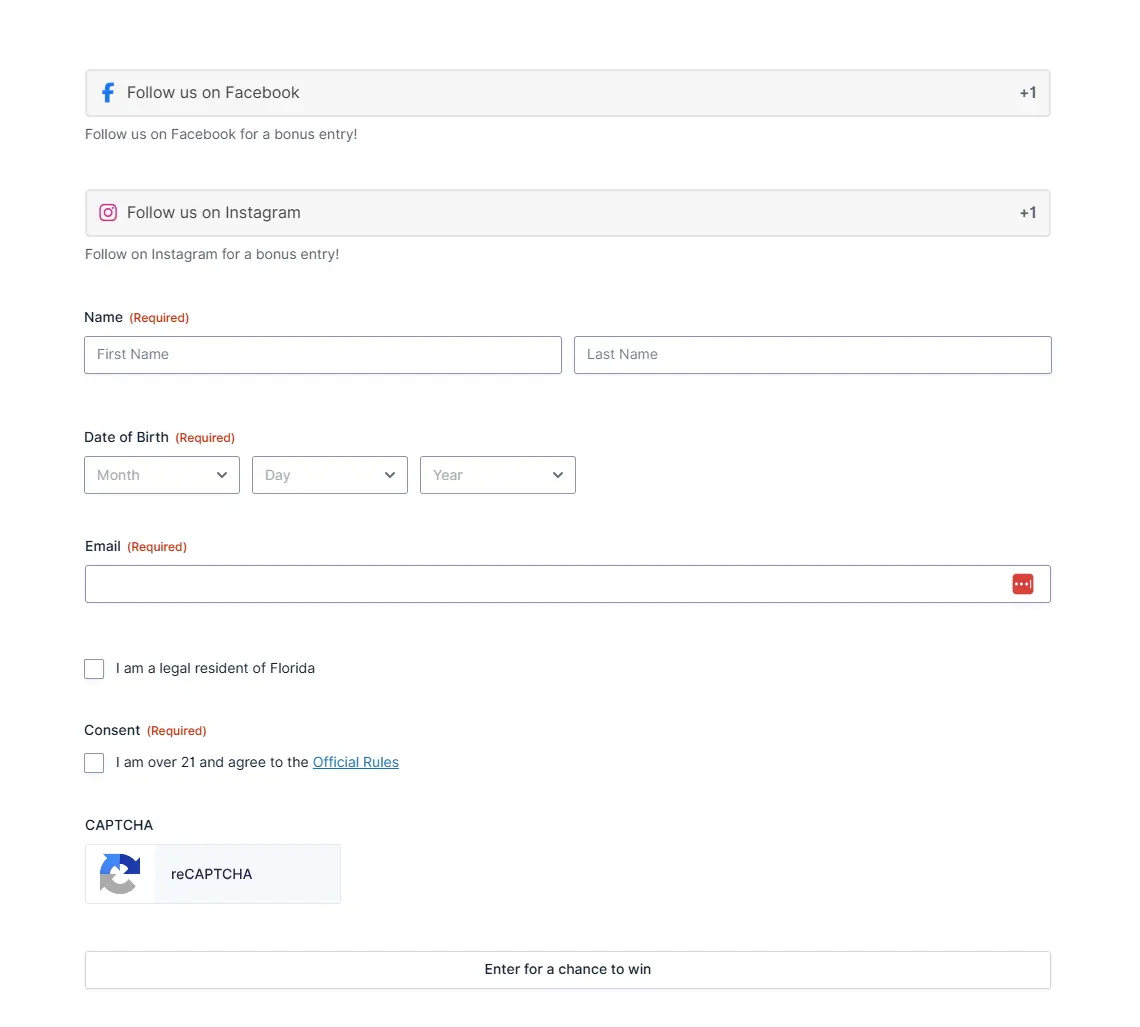 Follow us on Facebook +1
Follow us on Facebook for a bonus entry!
Follow us on Instagram +1
Follow on Instagram for a bonus entry!
Name (Required)
First Name Last Name
Date of Birth (Required)
Month Day Year
Email (Required)
I am a legal resident of Florida
Consent (Required)
I am over 21 and agree to the Official Rules
CAPTCHA
reCAPTCHA
Enter for a chance to win